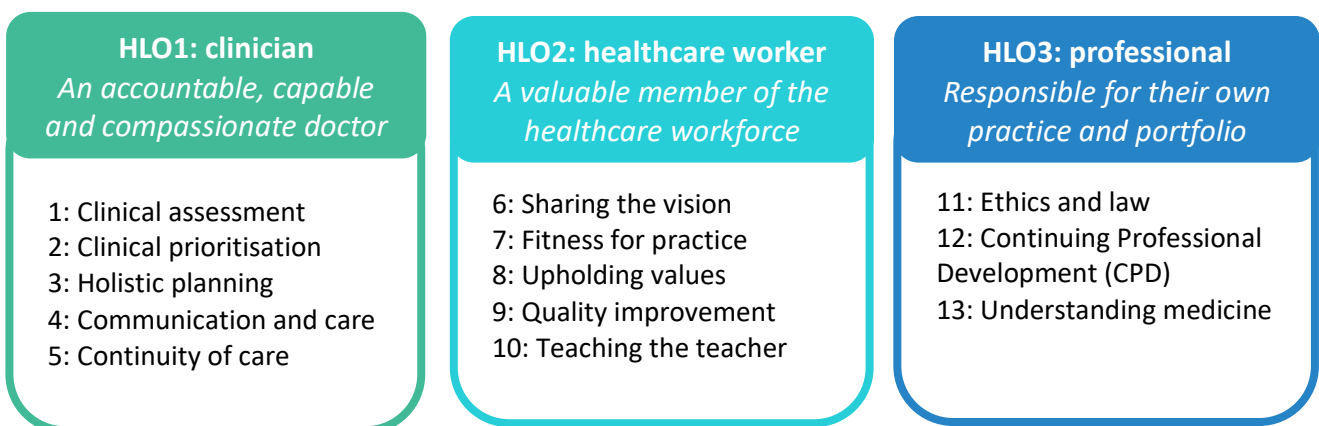 HLO1: clinician
An accountable, capable
and compassionate doctor
1: Clinical assessment
2: Clinical prioritisation
3: Holistic planning
4: Communication and care
5: Continuity of care
HLO2: healthcare worker
A valuable member of the
healthcare workforce
6: Sharing the vision
7: Fitness for practice
8: Upholding values
9: Quality improvement
10: Teaching the teacher
HLO3: professional
Responsible for their own
practice and portfolio
11: Ethics and law
12: Continuing Professional
Development (CPD)
13: Understanding medicine